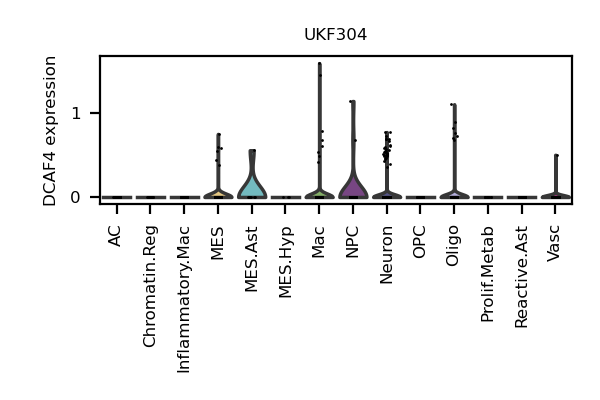 UKF304
DCAF4 expression
1
0
AC
Chromatin.Reg
Inflammatory.Mac
MES
MES.Ast
MES.Hyp
Mac
NPC
Neuron
OPC
Oligo
Prolif.Metab
Reactive.Ast
Vasc